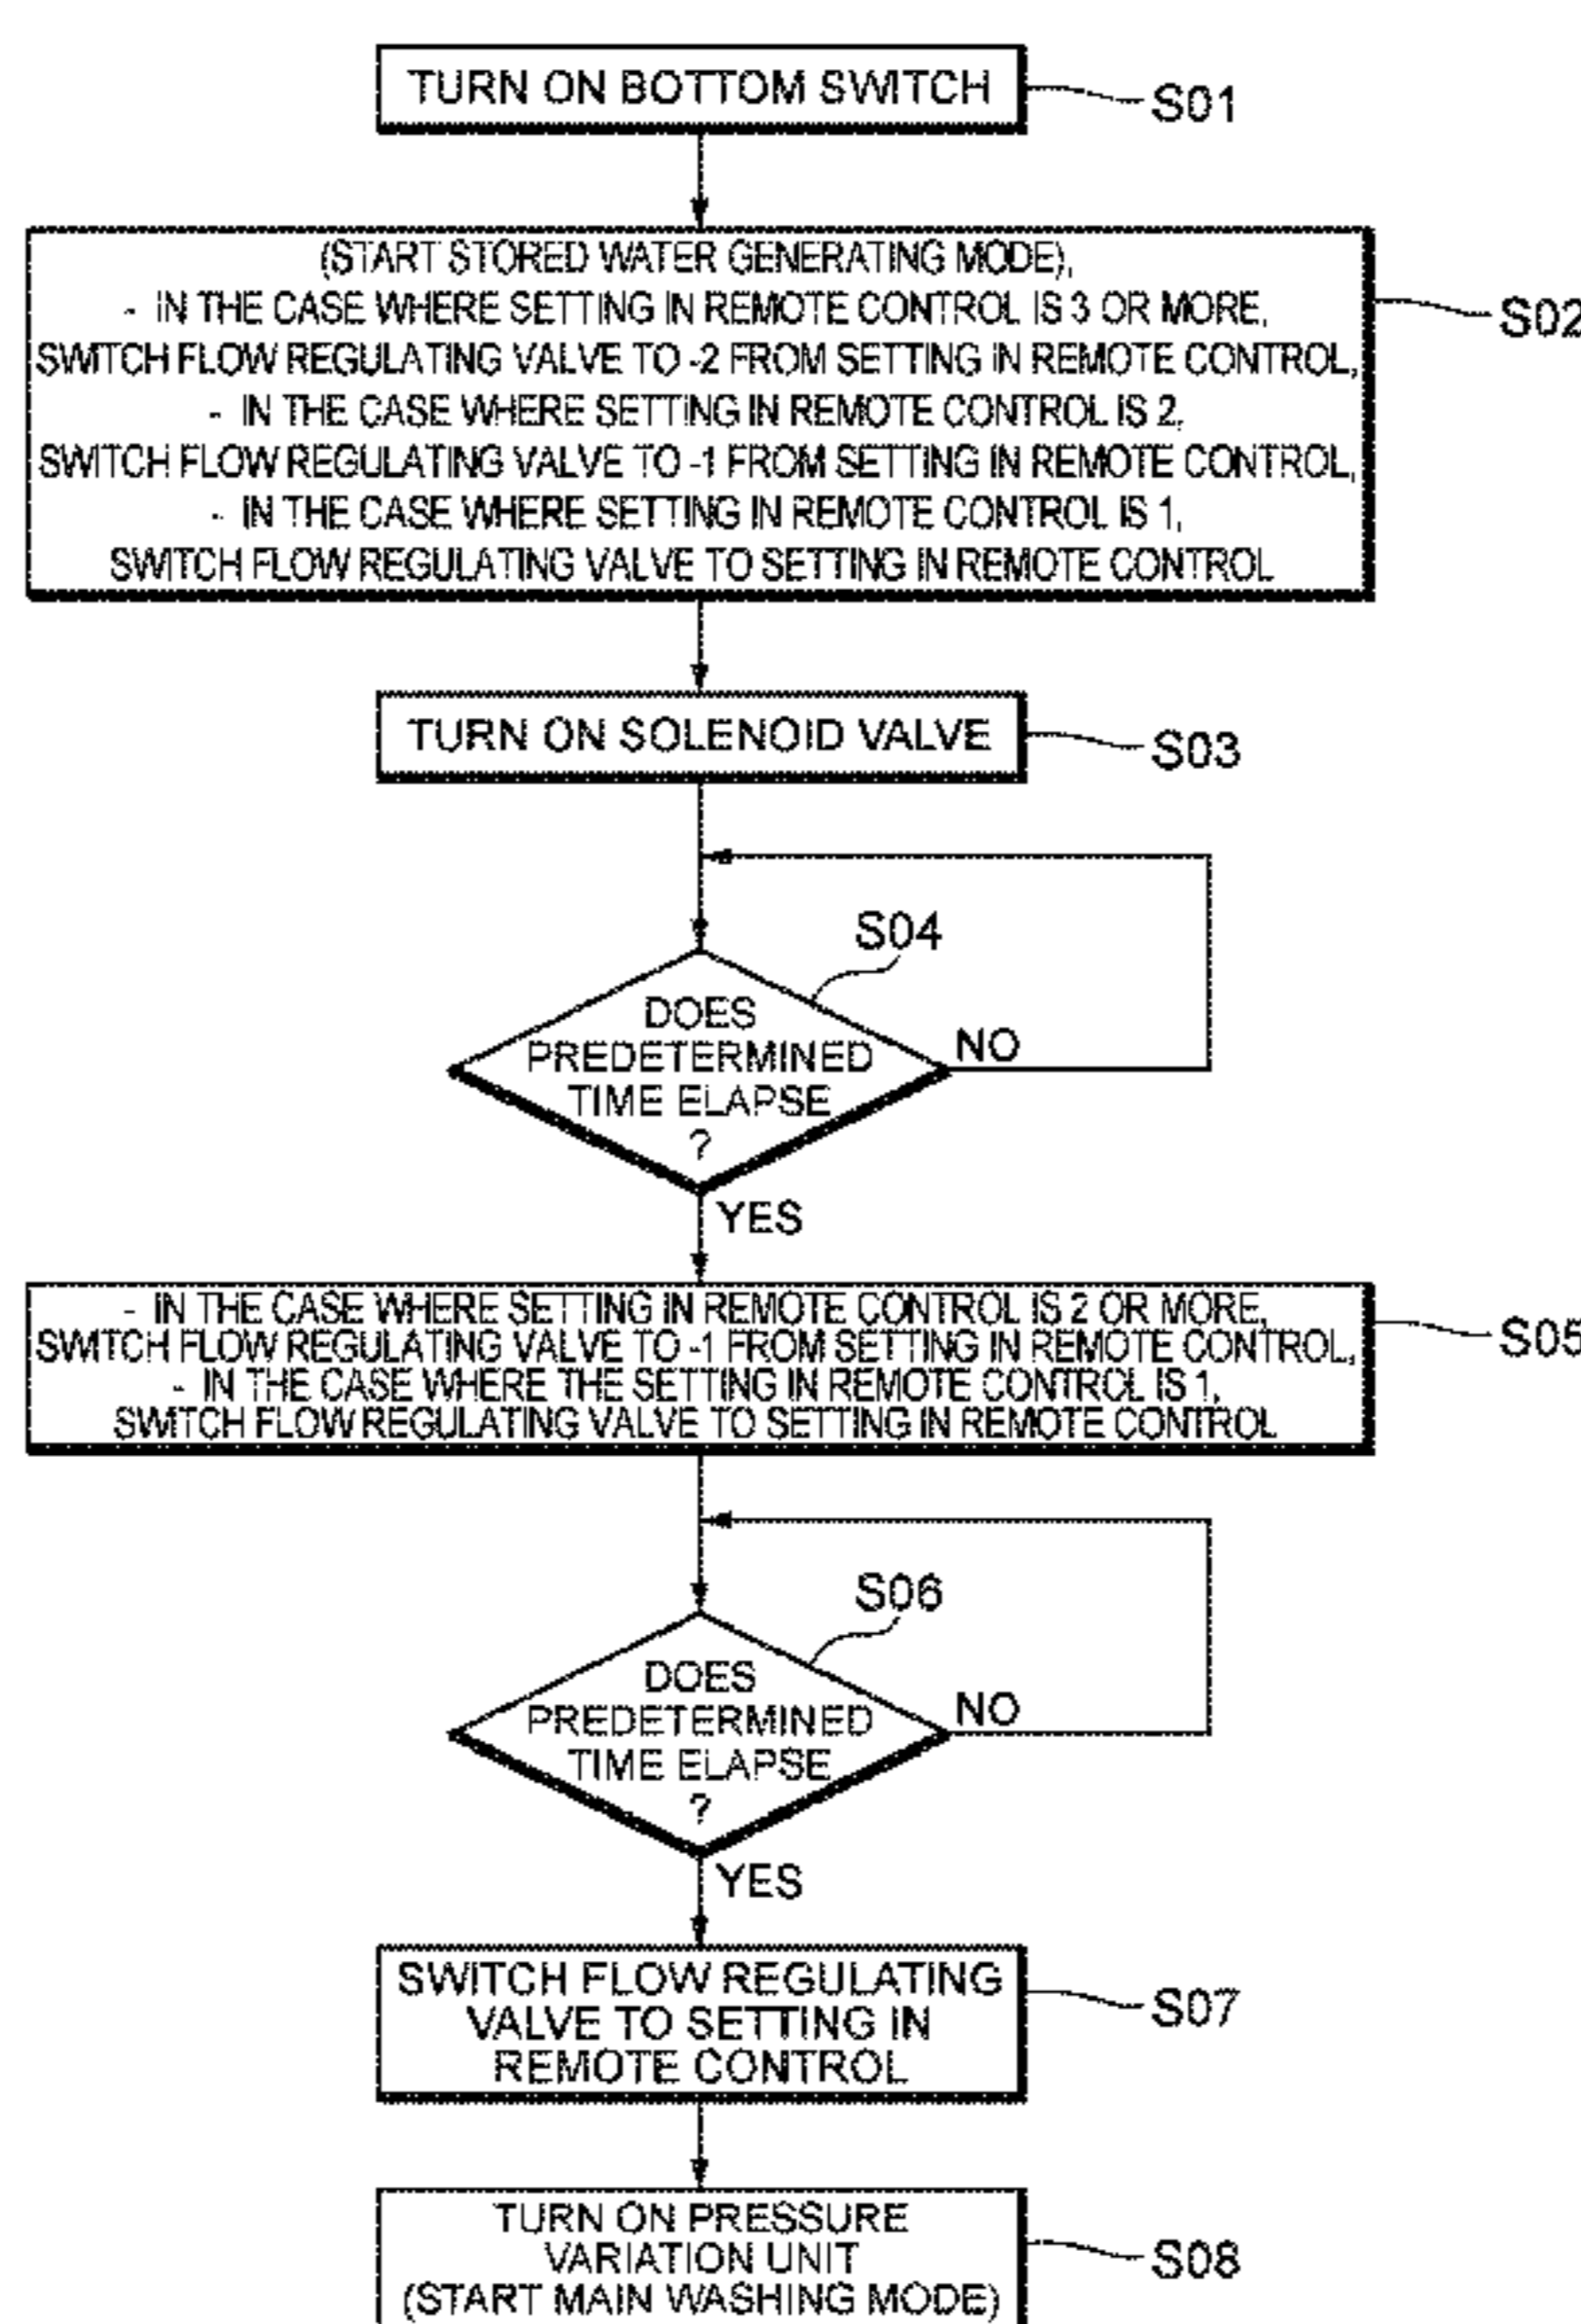 TURN ON BOTTOM SWITCH
S01
(START STORED WATER GENERATING MODE),
- IN THE CASE WHERE SETTING IN REMOTE CONTROL IS 3 OR MORE,
SWITCH FLOW REGULATING VALVE TO -2 FROM SETTING IN REMOTE CONTROL,
- IN THE CASE WHERE SETTING IN REMOTE CONTROL IS 2,
SWITCH FLOW REGULATING VALVE TO -1 FROM SETTING IN REMOTE CONTROL,
- IN THE CASE WHERE SETTING IN REMOTE CONTROL IS 1,
SWITCH FLOW REGULATING VALVE TO SETTING IN REMOTE CONTROL
S02
TURN ON SOLENOID VALVE
S03
S04
DOES
PREDETERMINED
TIME ELAPSE
?
NO
YES
- IN THE CASE WHERE SETTING IN REMOTE CONTROL IS 2 OR MORE,
SWITCH FLOW REGULATING VALVE TO -1 FROM SETTING IN REMOTE CONTROL,
- IN THE CASE WHERE THE SETTING IN REMOTE CONTROL IS 1,
SWITCH FLOW REGULATING VALVE TO SETTING IN REMOTE CONTROL
S05
S06
DOES
PREDETERMINED
TIME ELAPSE
?
NO
YES
SWITCH FLOW REGULATING
VALVE TO SETTING IN
REMOTE CONTROL
S07
TURN ON PRESSURE
VARIATION UNIT
(START MAIN WASHING MODE)
S08